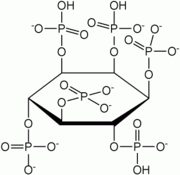 OH OH
⁻O P O O P O⁻ O⁻
O O O P O⁻
O
O⁻
O O P O⁻ O
O O
O P O⁻ O P O⁻
O⁻ OH